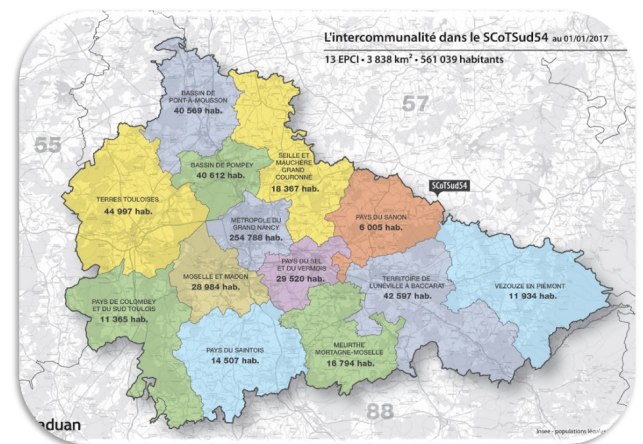 L'intercommunalité dans le SCoTSud54 au 01/01/2017
13 EPCI • 3 838 km² • 561 039 habitants
BASSIN DE
PONT-À-MOUSSON
40 569 hab.
57
55
BASSIN DE POMPEY
40 612 hab.
SEILLE ET
MAUCHÈRE
GRAND
COURONNÉ
18 367 hab.
SCoTSud54
TERRES TOULOISES
44 997 hab.
PAYS DU SANON
6 005 hab.
MÉTROPOLE DU
GRAND NANCY
254 788 hab.
PAYS DU SEL
ET DU VERMOIS
29 520 hab.
MOSELLE ET MADON
28 984 hab.
TERRITOIRE DE
LUNÉVILLE À BACCARAT
42 597 hab.
VEZOUZE EN PIÉMONT
11 934 hab.
PAYS DE COLOMBEY
ET DU SUD TOULOIS
11 365 hab.
PAYS DU SAINTOIS
14 507 hab.
MEURTHE
MORTAGNE-MOSELLE
16 794 hab.
88
aduan
Insee - populations